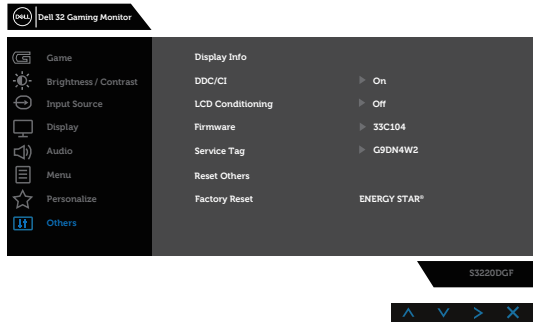 DELL Dell 32 Gaming Monitor
Game
Brightness / Contrast
Input Source
Display
Audio
Menu
Personalize
Others
Display Info
DDC/CI On
LCD Conditioning Off
Firmware 33C104
Service Tag G9DN4W2
Reset Others
Factory Reset ENERGY STAR®
S3220DGF